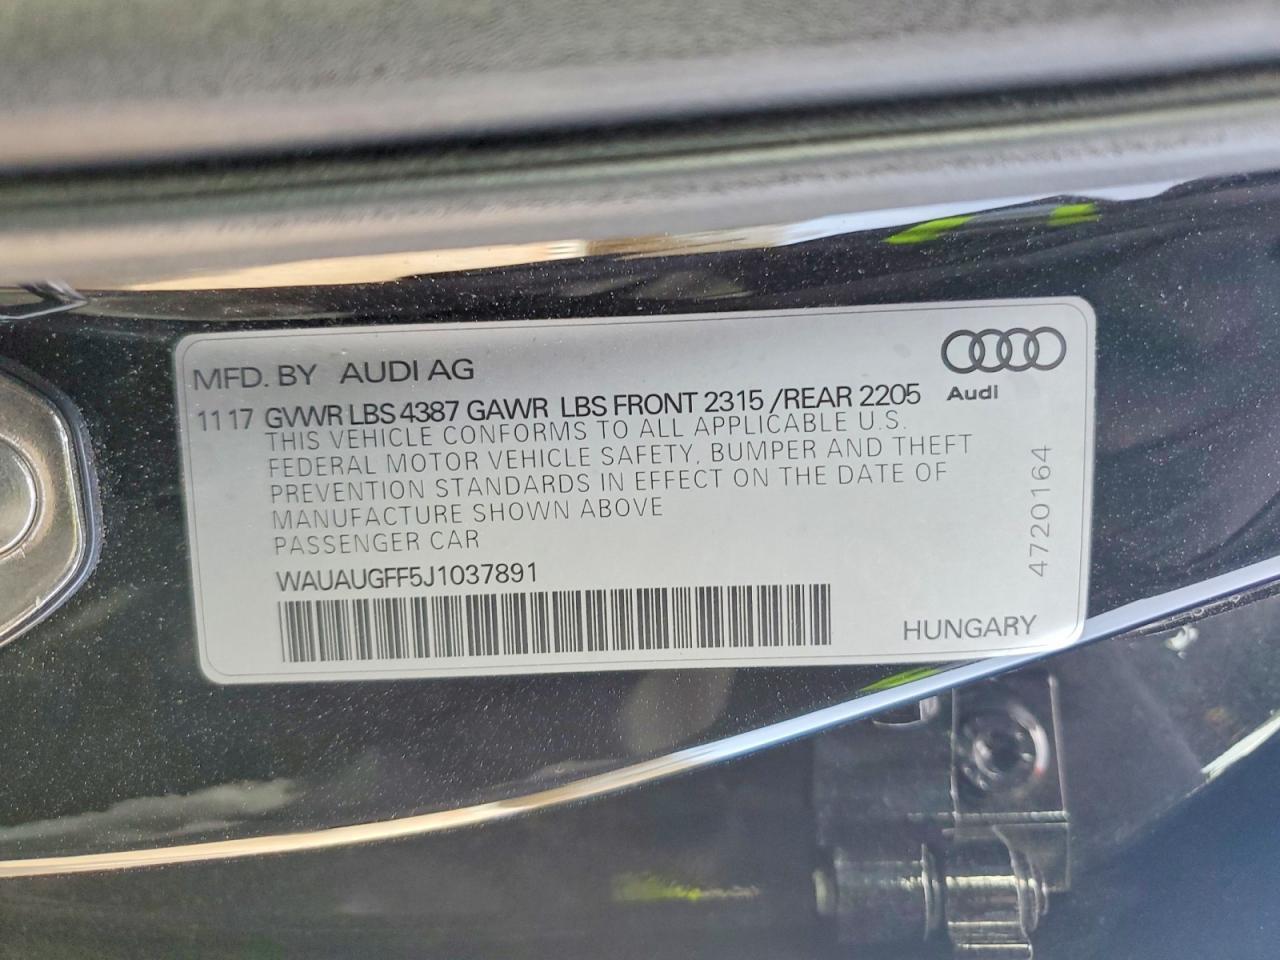 MFD. BY AUDI AG
Audi
11 17 GVWR LBS 4387 GAWR LBS FRONT 2315 /REAR 2205
THIS VEHICLE CONFORMS TO ALL APPLICABLE U.S.
FEDERAL MOTOR VEHICLE SAFETY, BUMPER AND THEFT
PREVENTION STANDARDS IN EFFECT ON THE DATE OF
MANUFACTURE SHOWN ABOVE
PASSENGER CAR
WAUAUGFF5J1037891
HUNGARY
4720164